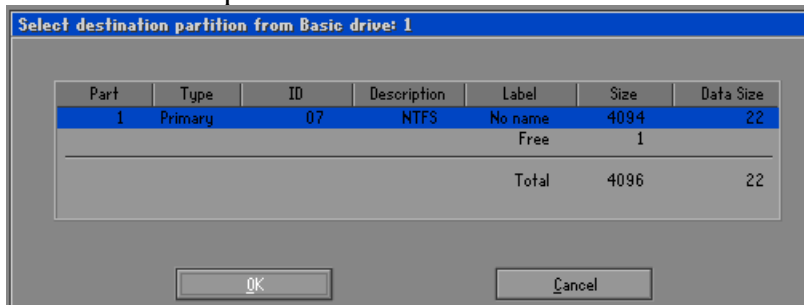 Select destination partition from Basic drive: 1
Part Type ID Description Label Size Data Size
1 Primary 07 NTFS No name 4094 22
Free 1
Total 4096 22
OK Cancel